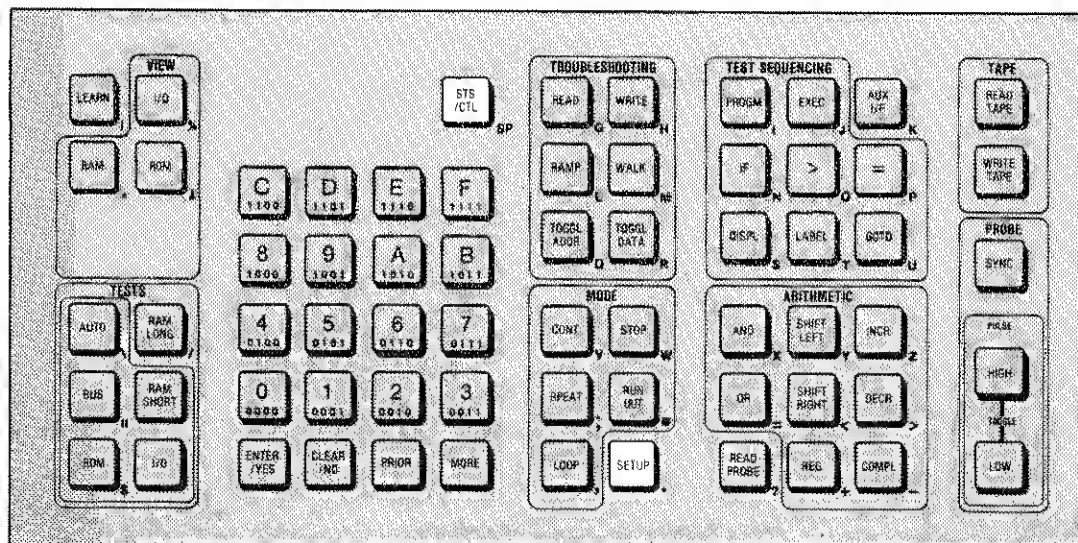 VIEW
LEARN
I/O
%
RAM
ROM
TESTS
AUTO
\
RAM LONG
/
BUS
"
RAM SHORT
ROM
$
I/O
STS /CTL
SP
C 1100
D 1101
E 1110
F 1111
8 1000
9 1001
A 1010
B 1011
4 0100
5 0101
6 0110
7 0111
0 0000
1 0001
2 0010
3 0011
ENTER /YES
CLEAR /NO
PRIOR
MORE
TROUBLESHOOTING
READ
G
WRITE
H
RAMP
L
WALK
M
TOGGL ADDR
Q
TOGGL DATA
R
MODE
CONT
V
STOP
W
RPEAT
;
RUN UUT
LOOP
,
SETUP
.
TEST SEQUENCING
PROGM
I
EXEC
J
AUX I/F
K
IF
N
>
O
=
P
DISPL
S
LABEL
T
GOTO
U
ARITHMETIC
AND
X
SHIFT LEFT
Y
INCR
Z
OR
=
SHIFT RIGHT
<
DECR
>
READ PROBE
?
REG
+
COMPL
-
TAPE
READ TAPE
WRITE TAPE
PROBE
SYNC
PULSE
HIGH
TOGGLE
LOW